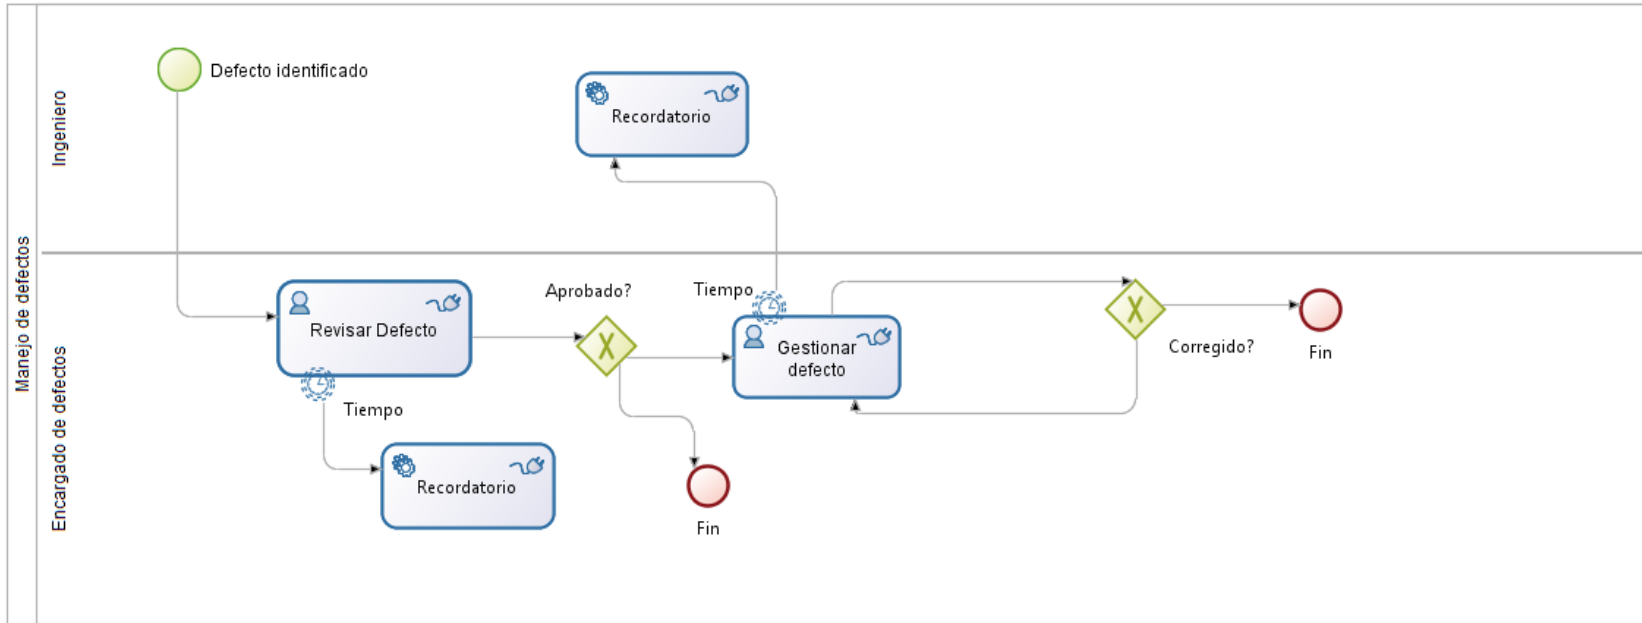 Manejo de defectos
Ingeniero
Defecto identificado
Recordatorio
Encargado de defectos
Revisar Defecto
Tiempo
Recordatorio
Aprobado?
Fin
Tiempo
Gestionar
defecto
Corregido?
Fin